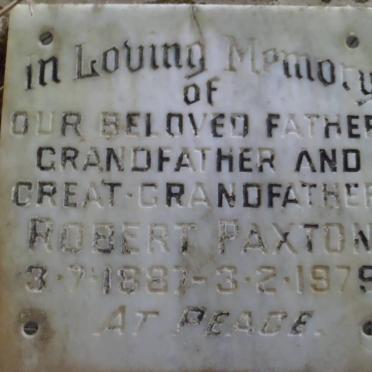 in Loving Memory
OF
OUR BELOVED FATHER
GRANDFATHER AND
GREAT-GRANDFATHER
ROBERT PAXTON
3·7·1887-3·2·1979
AT PEACE.